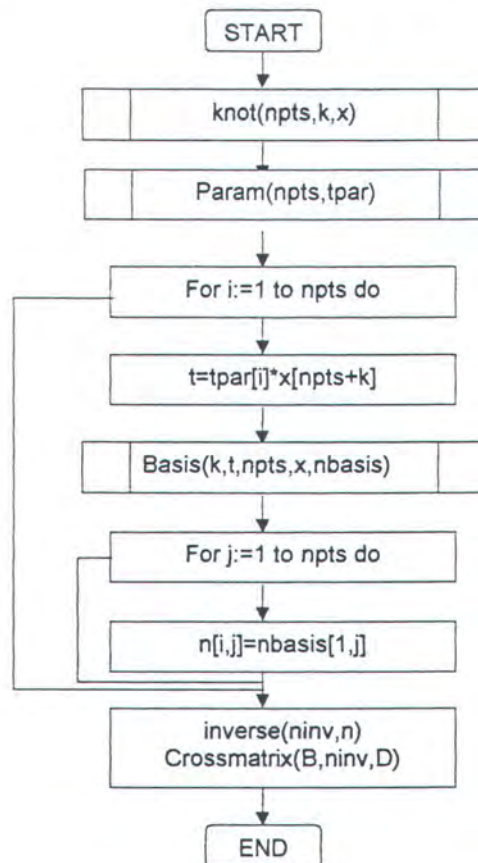 START
knot(npts,k,x)
Param(npts,tpar)
For i:=1 to npts do
t=tpar[i]*x[npts+k]
Basis(k,t,npts,x,nbasis)
For j:=1 to npts do
n[i,j]=nbasis[1,j]
inverse(ninv,n)
Crossmatrix(B,ninv,D)
END